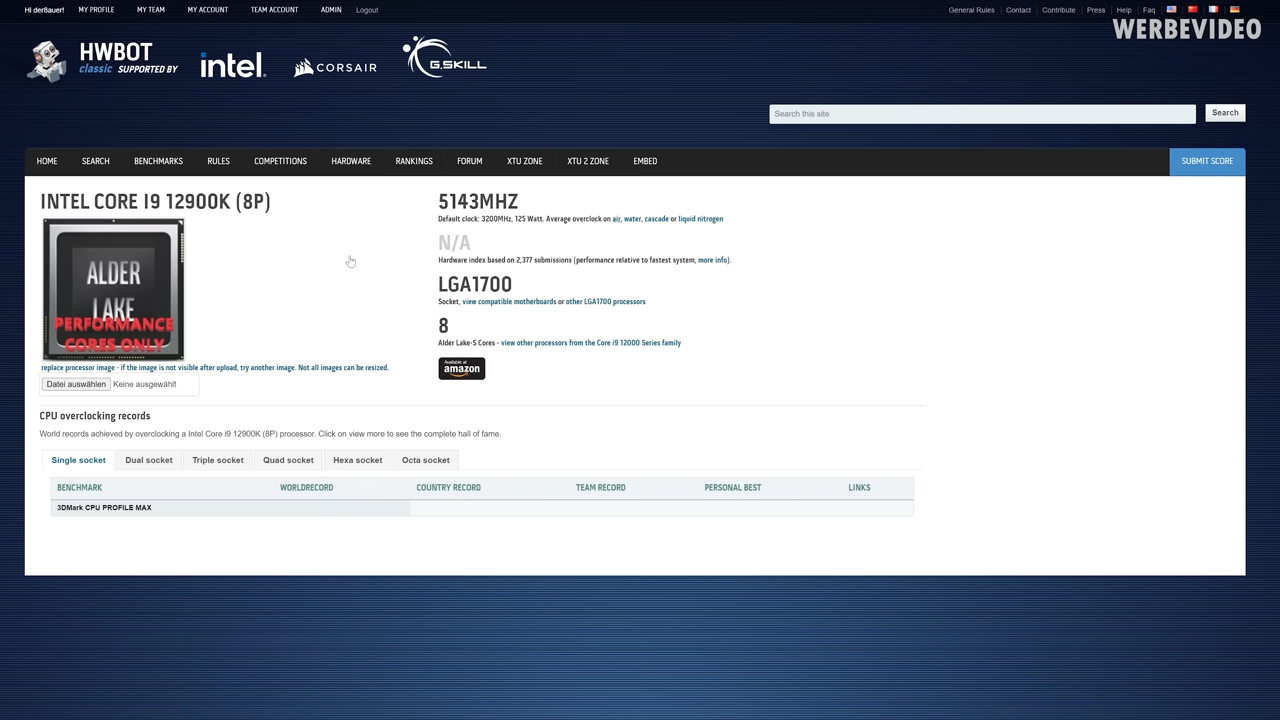 Hi der8auer! MY PROFILE MY TEAM MY ACCOUNT TEAM ACCOUNT ADMIN Logout
General Rules Contact Contribute Press Help Faq
WERBEVIDEO
HWBOT
classic SUPPORTED BY
intel.
CORSAIR
G.SKILL
Search this site
Search
HOME SEARCH BENCHMARKS RULES COMPETITIONS HARDWARE RANKINGS FORUM XTU ZONE XTU 2 ZONE EMBED
SUBMIT SCORE
INTEL CORE I9 12900K (8P)
ALDER
LAKE
PERFORMANCE
CORES ONLY
replace processor image - if the image is not visible after upload, try another image. Not all images can be resized.
Datei auswählen Keine ausgewählt
5143MHZ
Default clock: 3200MHz, 125 Watt. Average overclock on air, water, cascade or liquid nitrogen
N/A
Hardware index based on 2,377 submissions (performance relative to fastest system, more info).
LGA1700
Socket, view compatible motherboards or other LGA1700 processors
8
Alder Lake-S Cores - view other processors from the Core i9 12000 Series family
Available at
amazon
CPU overclocking records
World records achieved by overclocking a Intel Core i9 12900K (8P) processor. Click on view more to see the complete hall of fame.
Single socket Dual socket Triple socket Quad socket Hexa socket Octa socket
BENCHMARK WORLDRECORD COUNTRY RECORD TEAM RECORD PERSONAL BEST LINKS
3DMark CPU PROFILE MAX